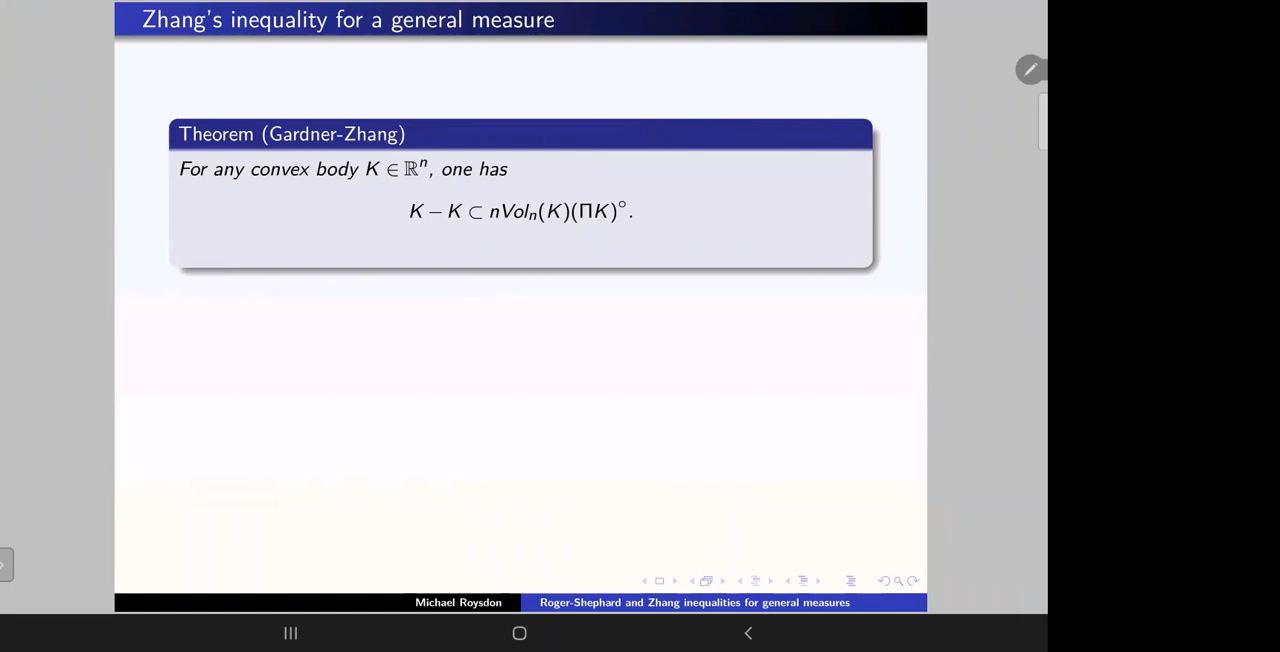 Zhang's inequality for a general measure
Theorem (Gardner-Zhang)
For any convex body K ∈ ℝⁿ, one has
K − K ⊂ nVolₙ(K)(ΠK)°.
Michael Roysdon
Roger-Shephard and Zhang inequalities for general measures